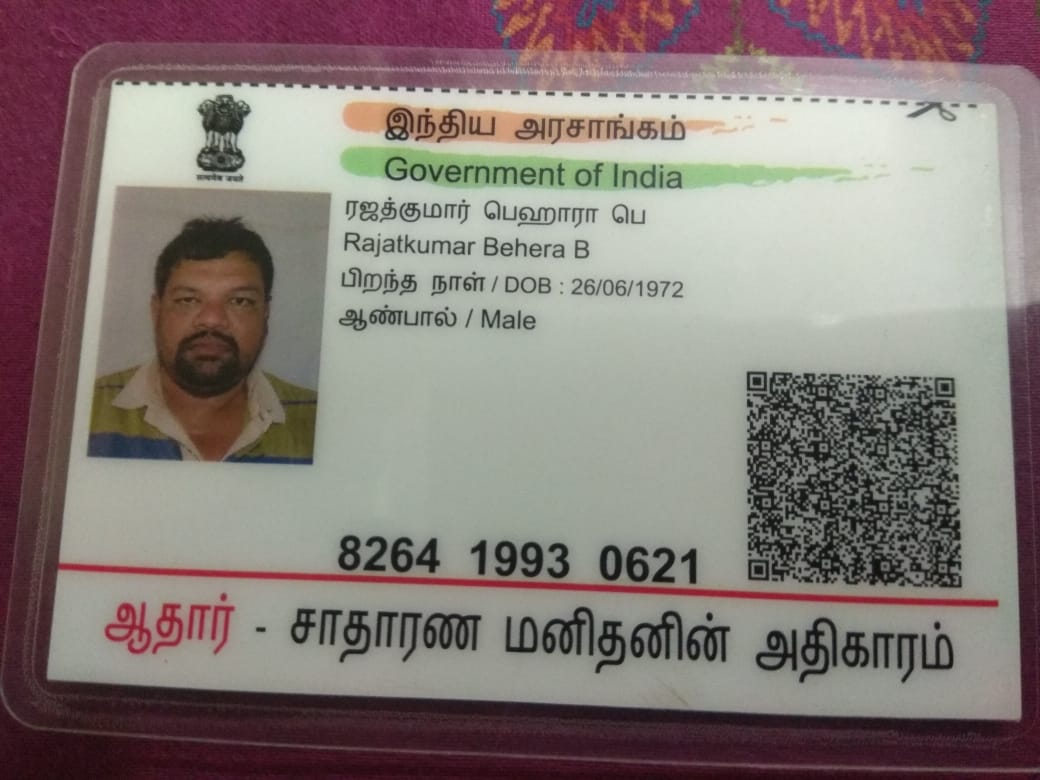 இந்திய அரசாங்கம்
Government of India
ரஜத்குமார் பெஹாரா பெ
Rajatkumar Behera B
பிறந்த நாள் / DOB : 26/06/1972
ஆண்பால் / Male
सत्यमेव जयते
8264 1993 0621
ஆதார் - சாதாரண மனிதனின் அதிகாரம்